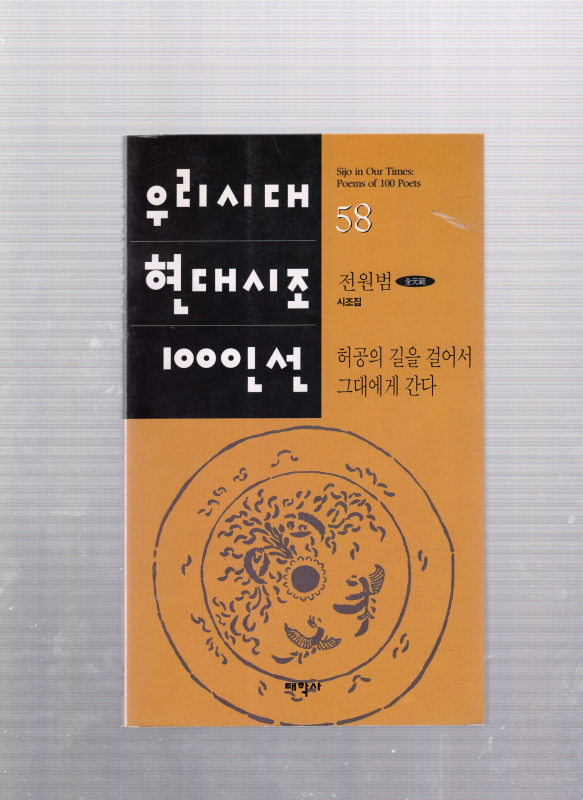 우리시대
현대시조
100인선
Sijo in Our Times:
Poems of 100 Poets
58
전원범 全元範
시조집
허공의 길을 걸어서
그대에게 간다
태학사